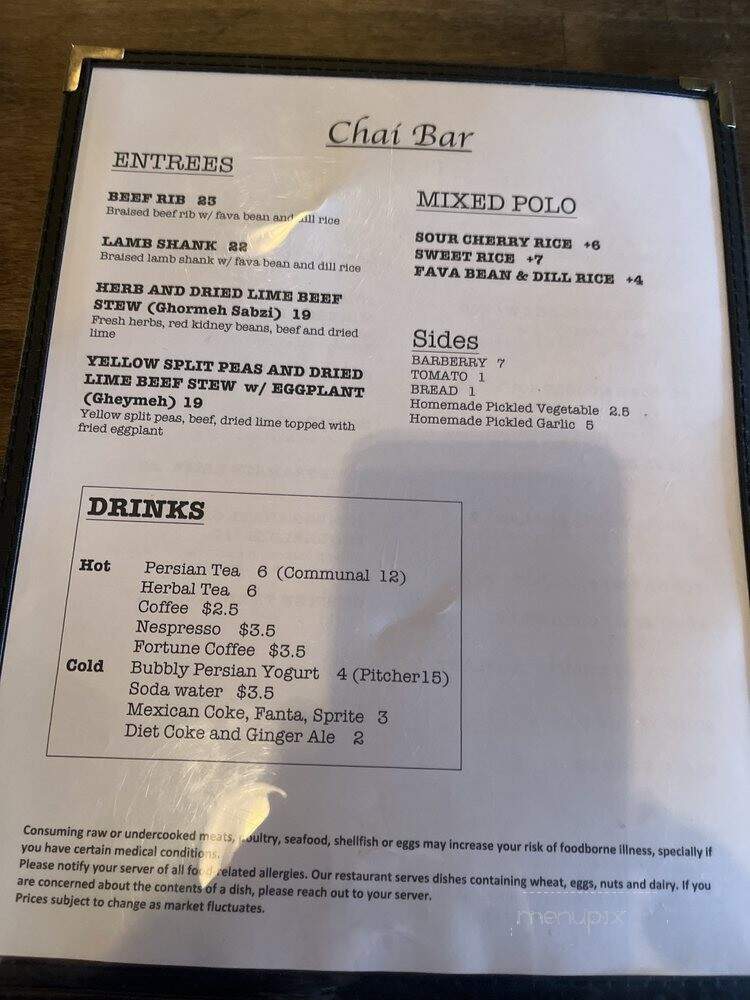 Chai Bar
ENTREES
BEEF RIB 23
Braised beef rib w/ fava bean and dill rice
LAMB SHANK 22
Braised lamb shank w/ fava bean and dill rice
HERB AND DRIED LIME BEEF
STEW (Ghormeh Sabzi) 19
Fresh herbs, red kidney beans, beef and dried
lime
YELLOW SPLIT PEAS AND DRIED
LIME BEEF STEW w/ EGGPLANT
(Gheymeh) 19
Yellow split peas, beef, dried lime topped with
fried eggplant
MIXED POLO
SOUR CHERRY RICE +6
SWEET RICE +7
FAVA BEAN & DILL RICE +4
Sides
BARBERRY 7
TOMATO 1
BREAD 1
Homemade Pickled Vegetable 2.5
Homemade Pickled Garlic 5
DRINKS
Hot Persian Tea 6 (Communal 12)
Herbal Tea 6
Coffee $2.5
Nespresso $3.5
Fortune Coffee $3.5
Cold Bubbly Persian Yogurt 4 (Pitcher15)
Soda water $3.5
Mexican Coke, Fanta, Sprite 3
Diet Coke and Ginger Ale 2
Consuming raw or undercooked meats, poultry, seafood, shellfish or eggs may increase your risk of foodborne illness, specially if
you have certain medical conditions.
Please notify your server of all food related allergies. Our restaurant serves dishes containing wheat, eggs, nuts and dairy. If you
are concerned about the contents of a dish, please reach out to your server.
Prices subject to change as market fluctuates.
menupix